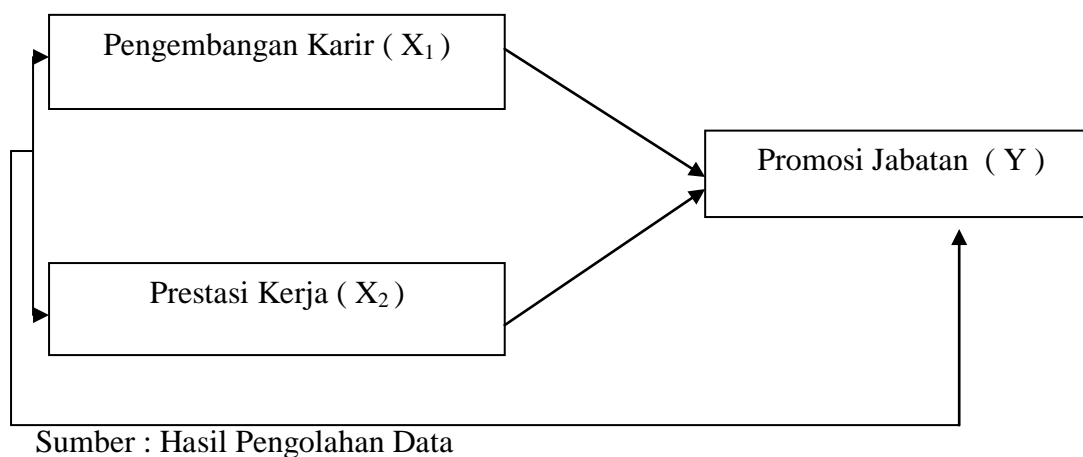 Pengembangan Karir ( X₁ )
Promosi Jabatan ( Y )
Prestasi Kerja ( X₂ )
Sumber : Hasil Pengolahan Data